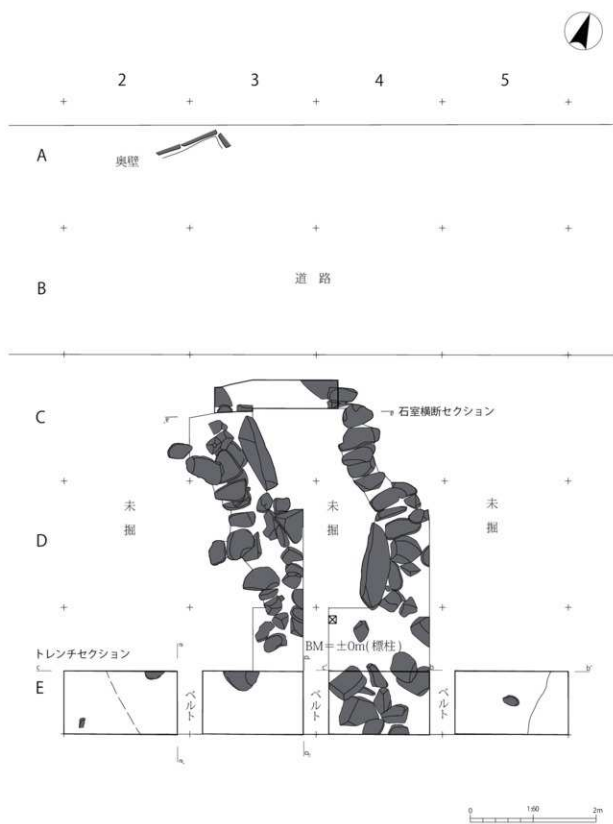 2 3 4 5
A
奥壁
B
道 路
C
石室横断セクション
未掘
未掘
未掘
D
BM=±0m(標柱)
トレンチセクション
E
ベルト
ベルト
ベルト
0 1:60 2m